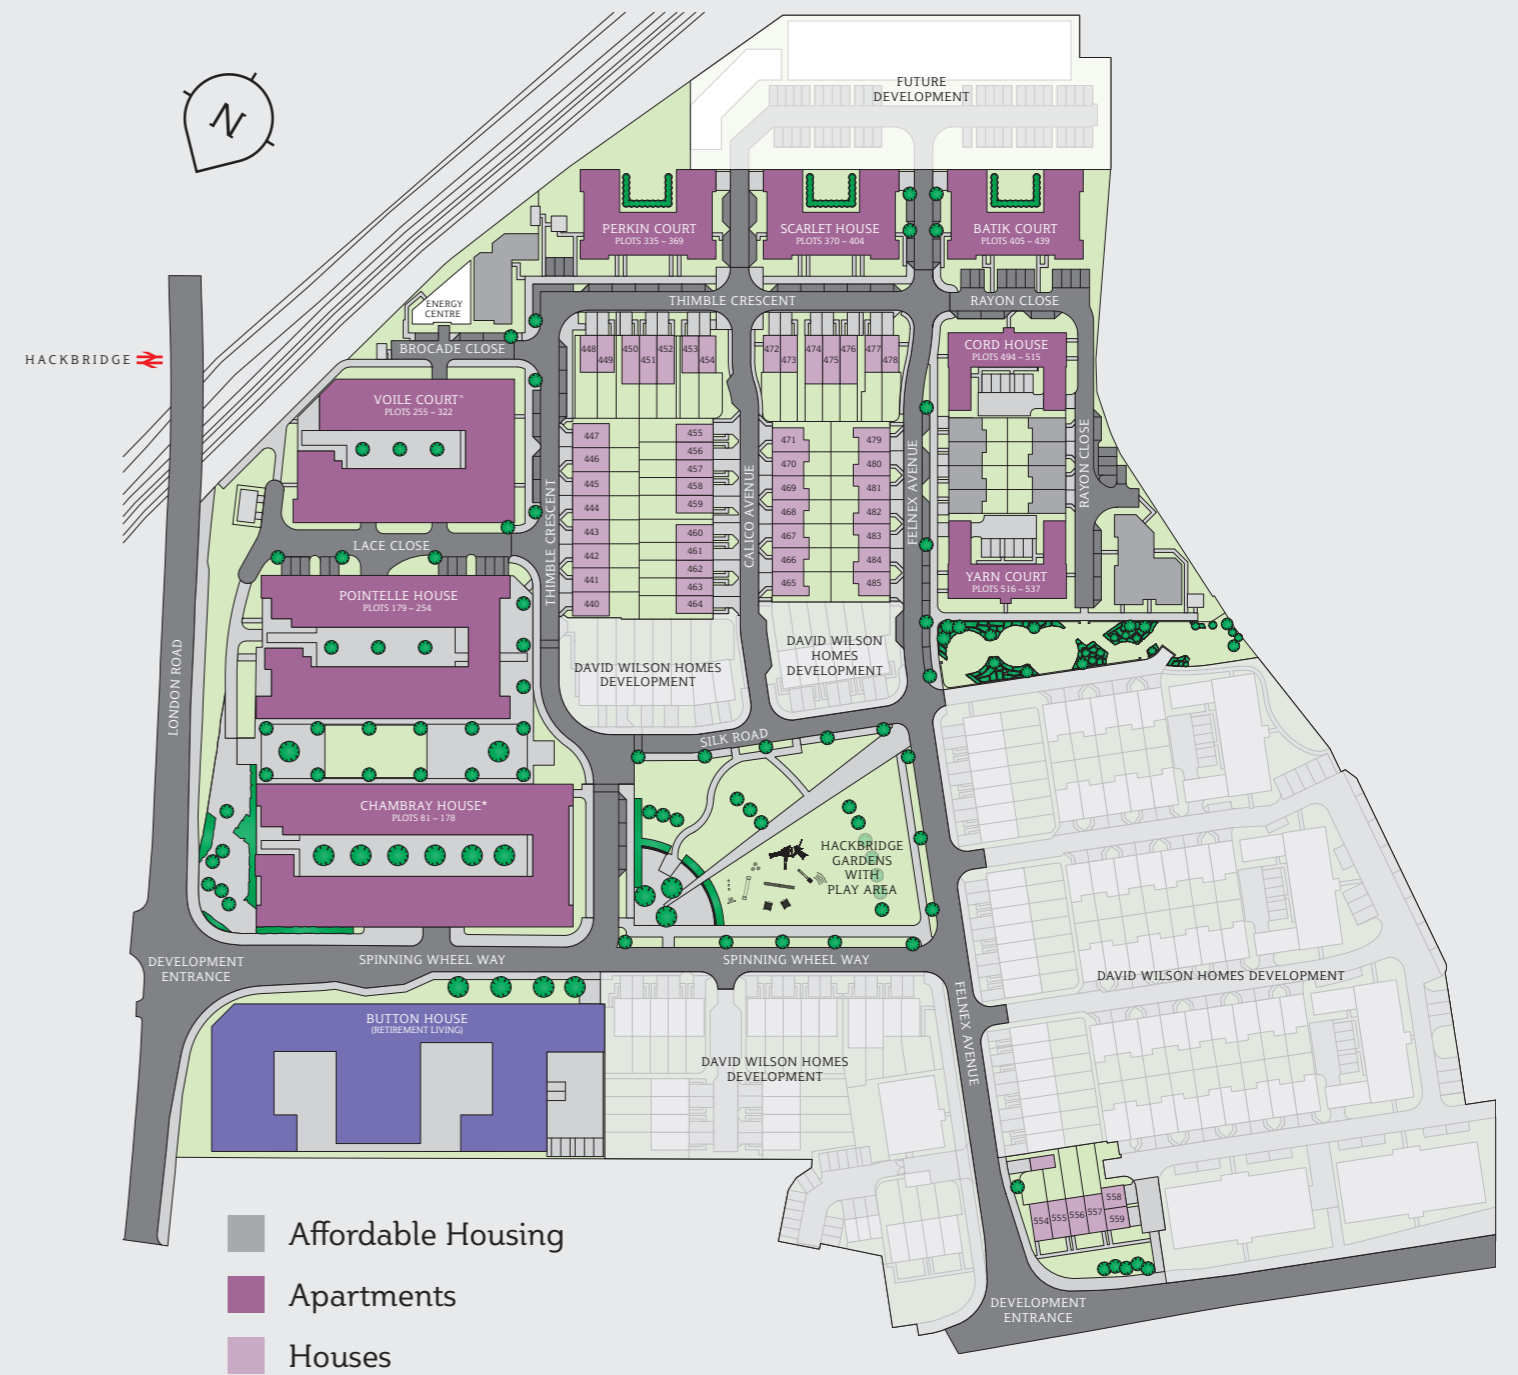 N
FUTURE
DEVELOPMENT
PERKIN COURT
PLOTS 335 – 369
SCARLET HOUSE
PLOTS 370 – 404
BATIK COURT
PLOTS 405 – 439
ENERGY
CENTRE
THIMBLE CRESCENT
RAYON CLOSE
HACKBRIDGE
BROCADE CLOSE
448
449
450
451
452
453
454
472
473
474
475
476
477
478
CORD HOUSE
PLOTS 494 – 515
VOILE COURT^
PLOTS 255 – 322
447
446
445
444
443
442
441
440
455
456
457
458
459
460
461
462
463
464
471
470
469
468
467
466
465
479
480
481
482
483
484
485
THIMBLE CRESCENT
CALICO AVENUE
FELNEX AVENUE
RAYON CLOSE
LACE CLOSE
YARN COURT
PLOTS 516 – 537
POINTELLE HOUSE
PLOTS 179 – 254
LONDON ROAD
DAVID WILSON HOMES
DEVELOPMENT
DAVID WILSON
HOMES
DEVELOPMENT
SILK ROAD
CHAMBRAY HOUSE*
PLOTS 81 – 178
HACKBRIDGE
GARDENS
WITH
PLAY AREA
DEVELOPMENT
ENTRANCE
SPINNING WHEEL WAY
SPINNING WHEEL WAY
DAVID WILSON HOMES DEVELOPMENT
BUTTON HOUSE
(RETIREMENT LIVING)
FELNEX AVENUE
DAVID WILSON HOMES
DEVELOPMENT
554
555
556
557
558
559
DEVELOPMENT
ENTRANCE
Affordable Housing
Apartments
Houses